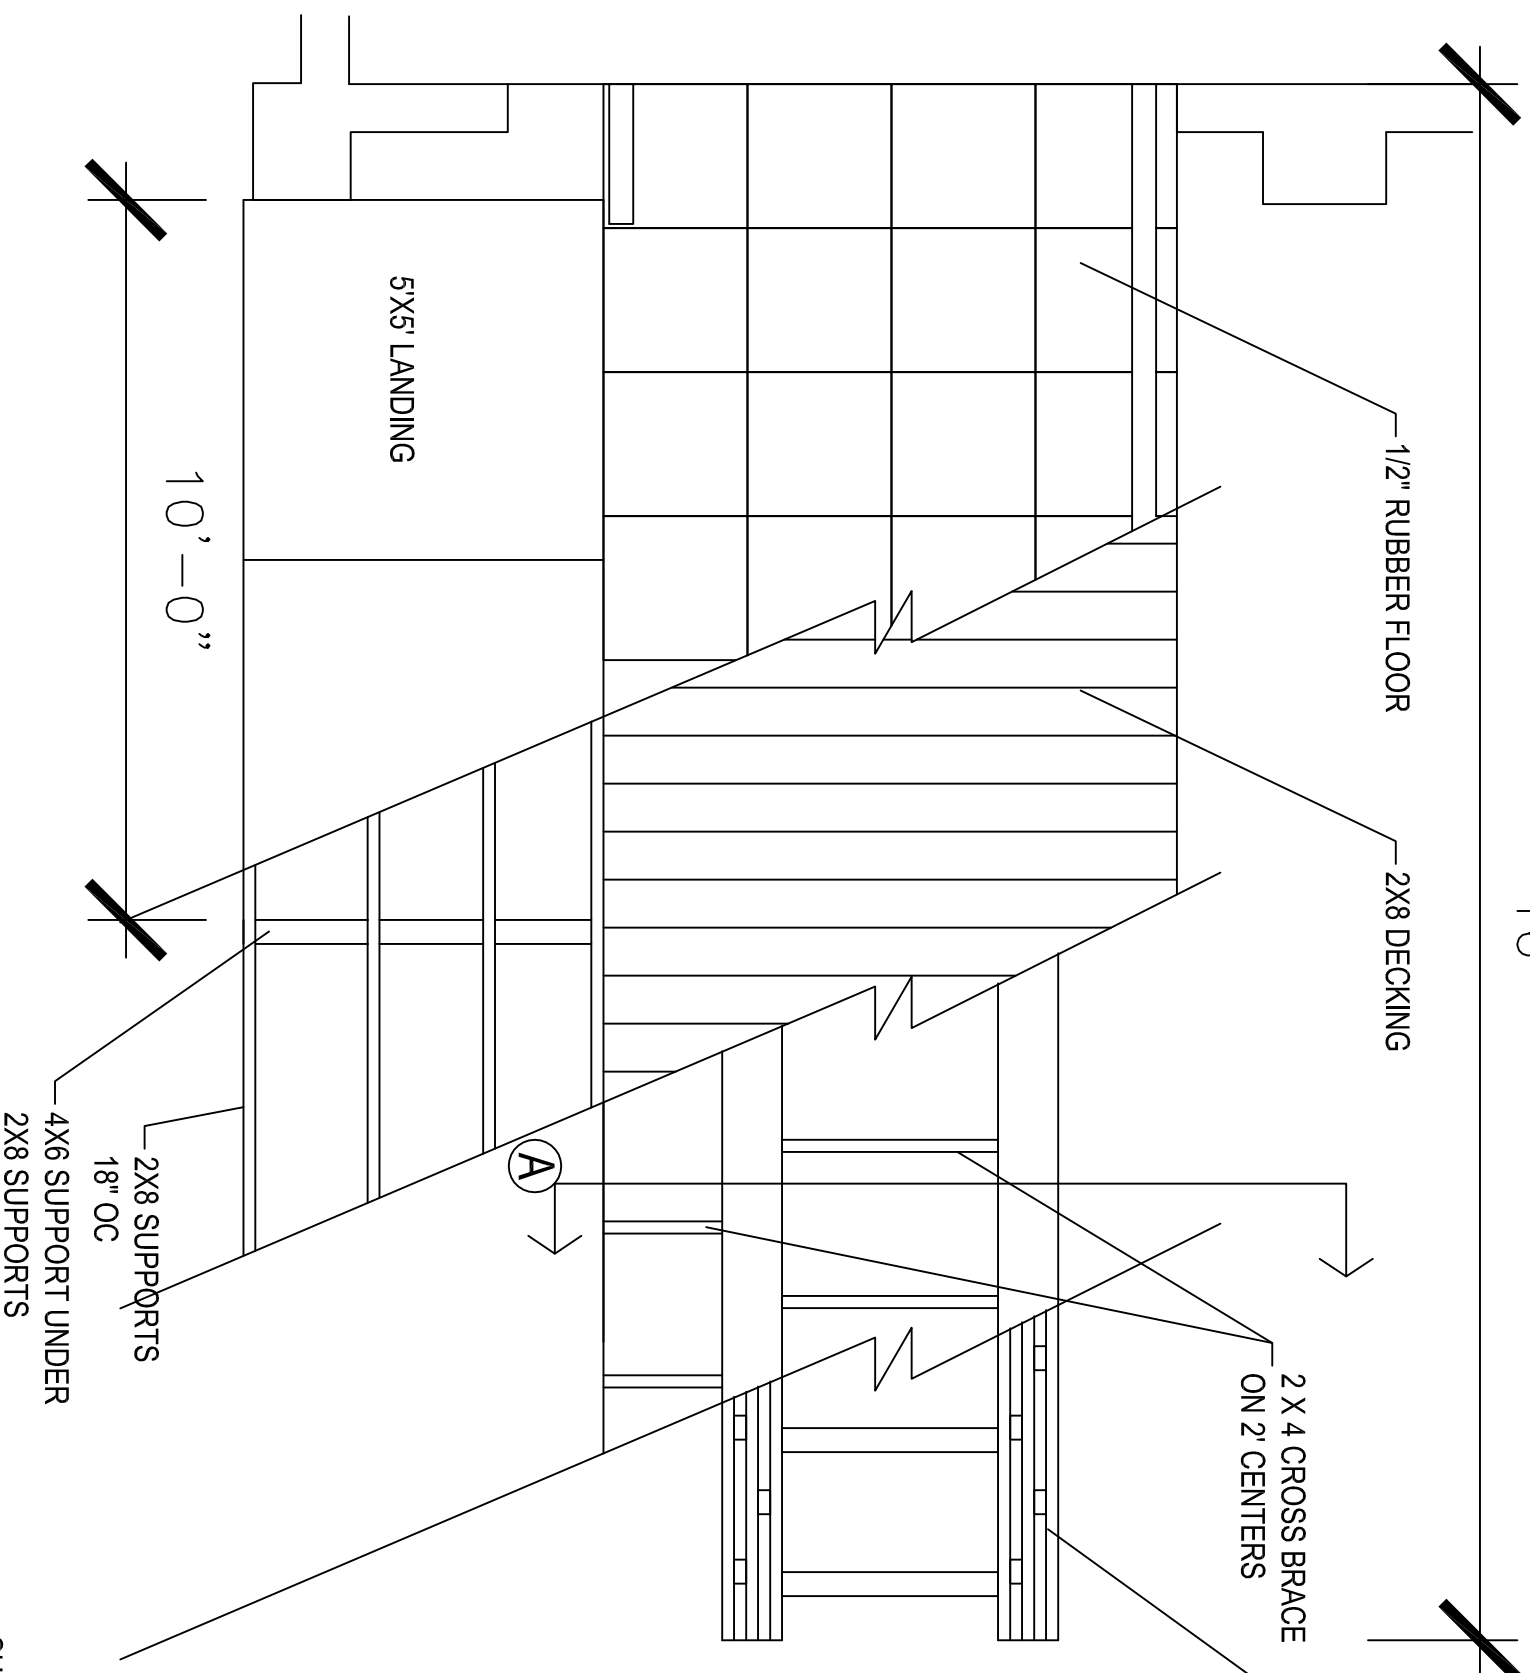 1/2" RUBBER FLOOR
2X8 DECKING
2 X 4 CROSS BRACE
ON 2' CENTERS
5'X5' LANDING
A
10'-0"
2X8 SUPPORTS
18" OC
4X6 SUPPORT UNDER
2X8 SUPPORTS